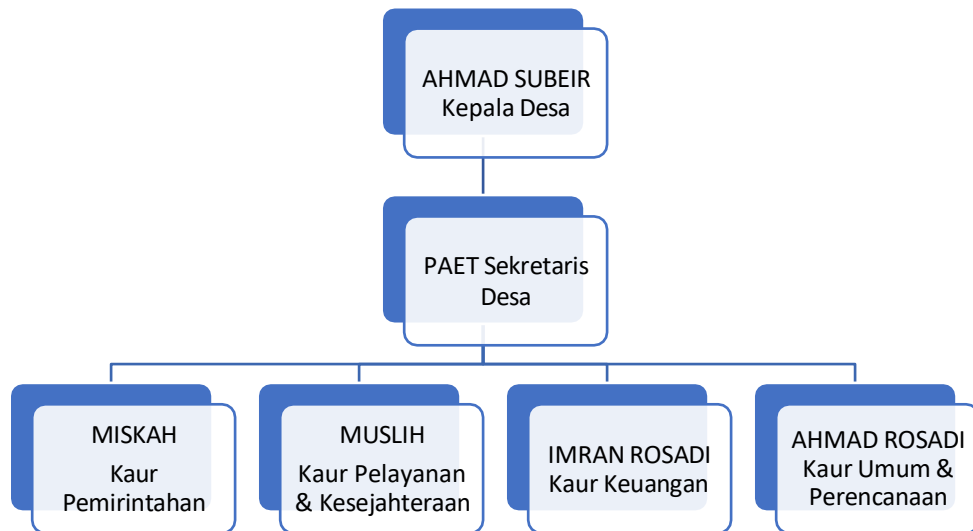 AHMAD SUBEIR
Kepala Desa
PAET Sekretaris
Desa
MISKAH
Kaur
Pemirintahan
MUSLIH
Kaur Pelayanan
& Kesejahteraan
IMRAN ROSADI
Kaur Keuangan
AHMAD ROSADI
Kaur Umum &
Perencanaan